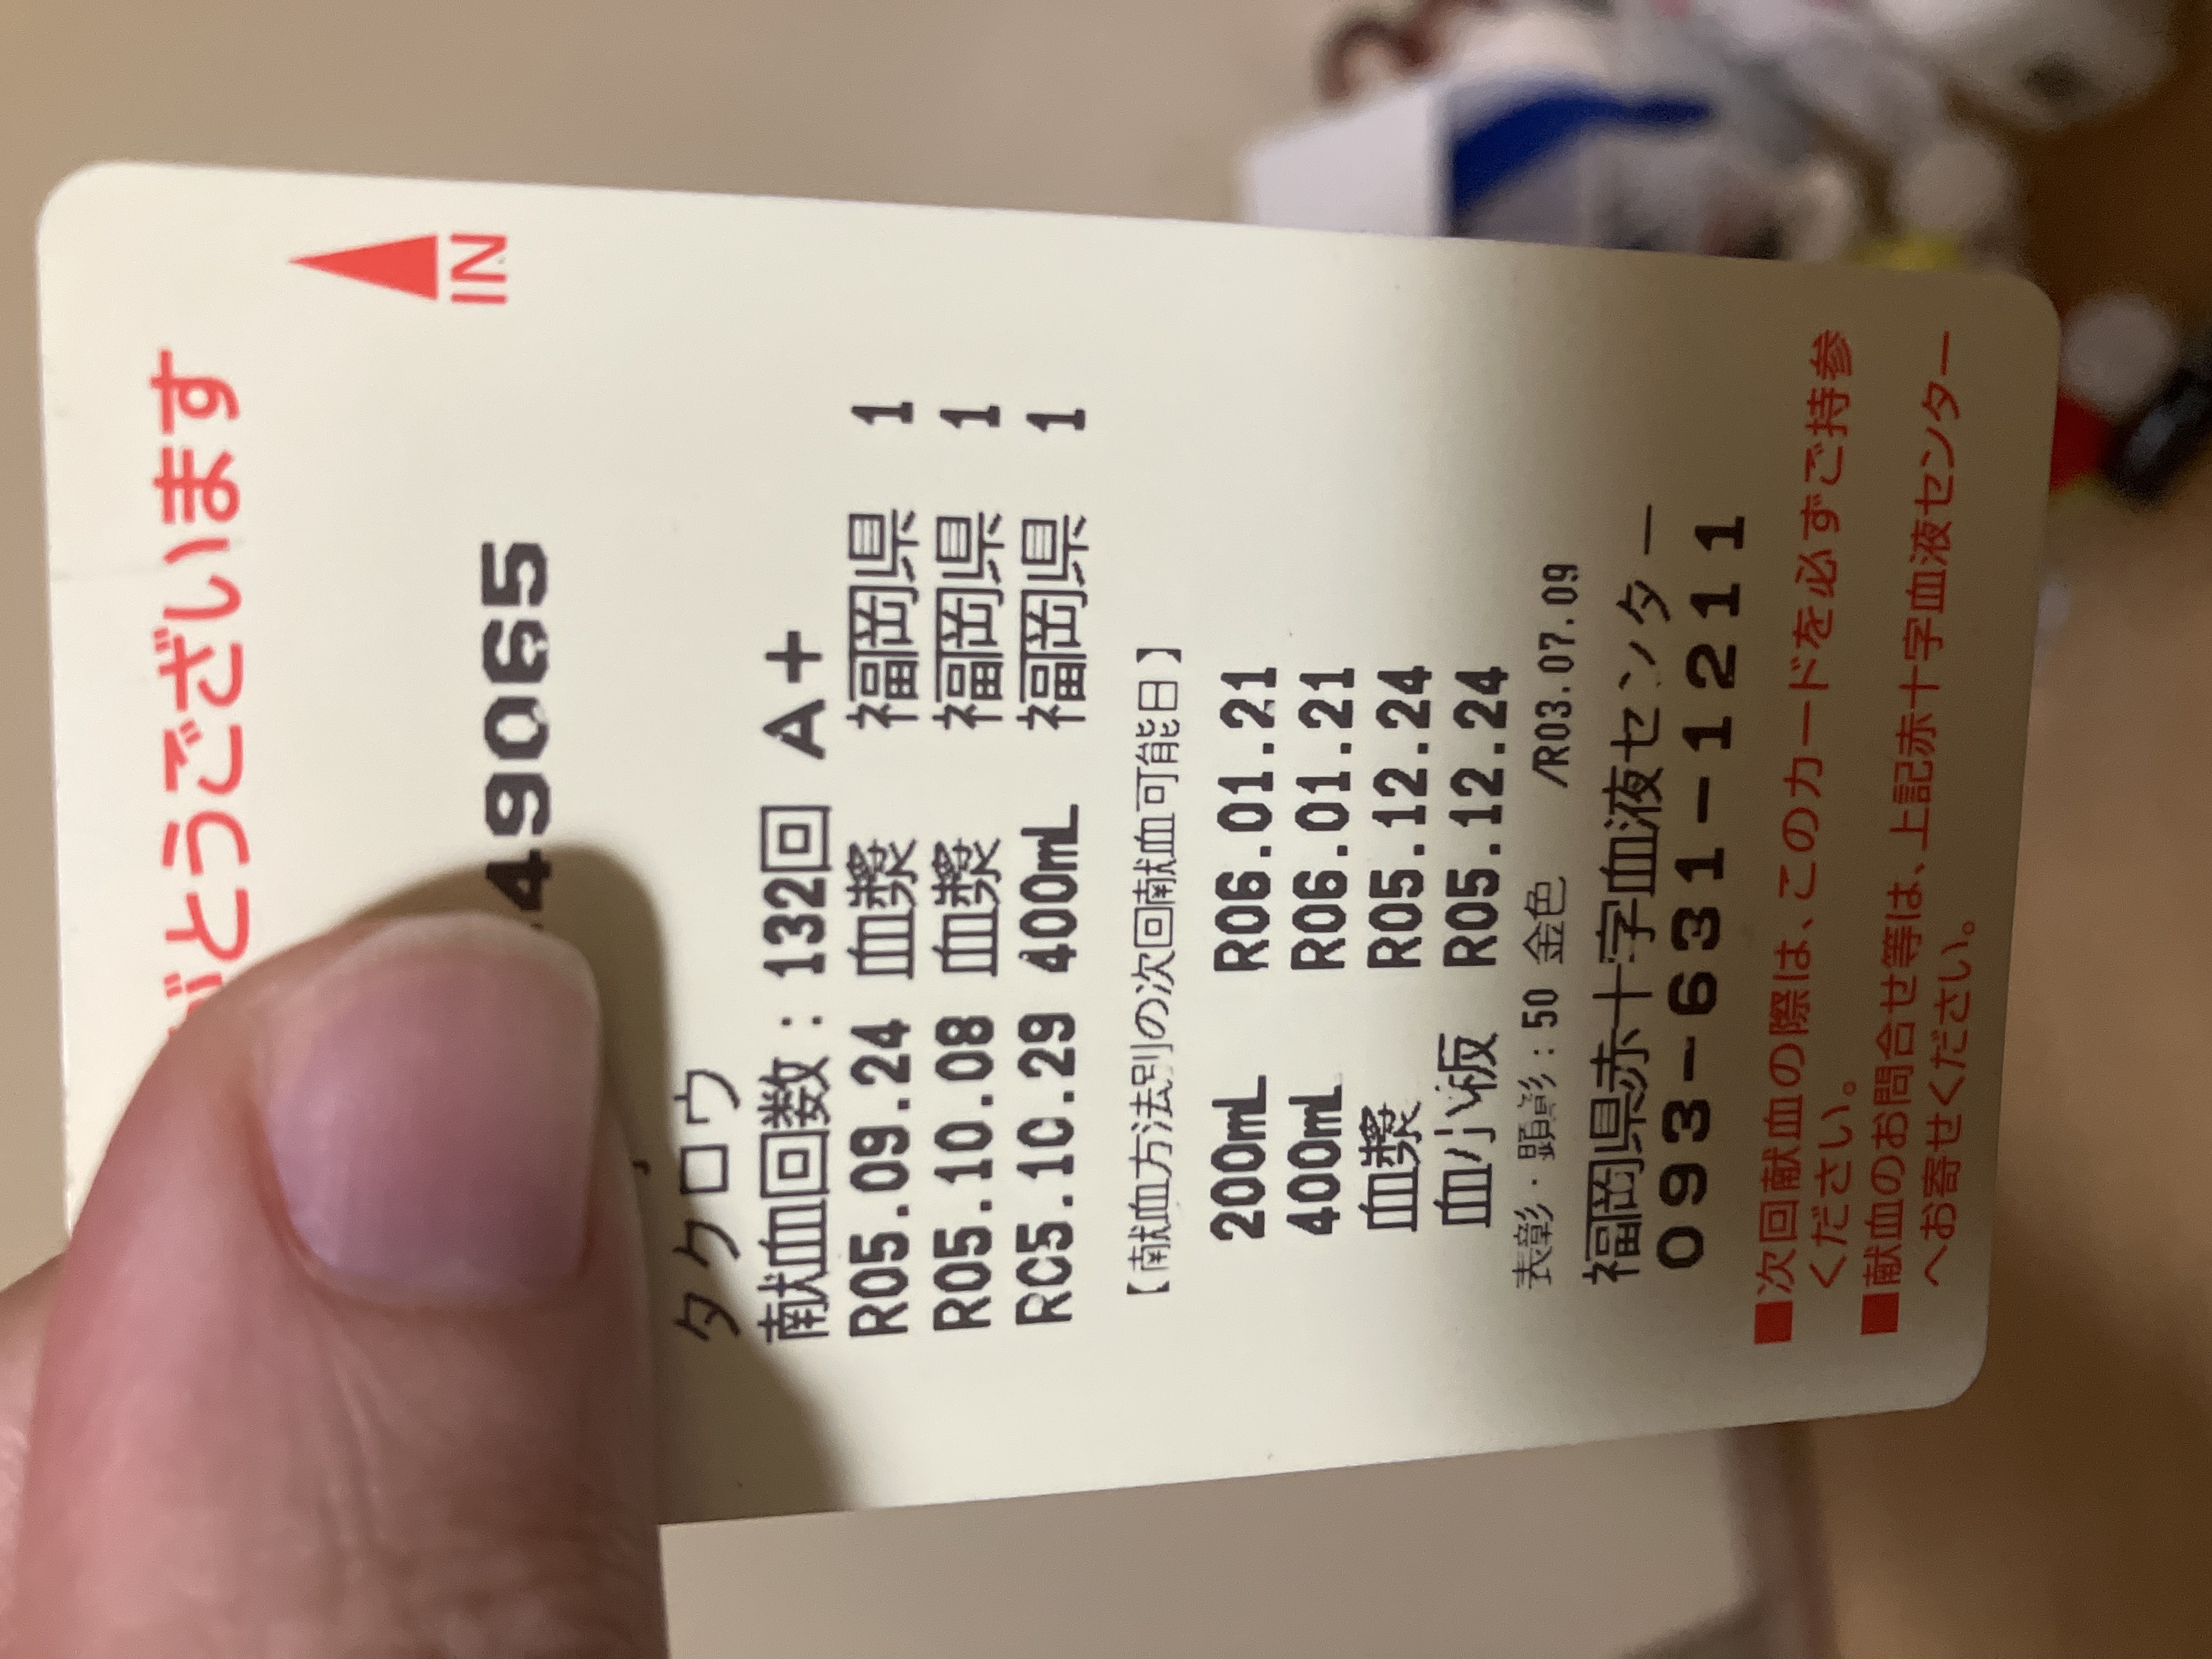 がとうございます
IN
49065
タクロウ
献血回数：132回 A+
R05.09.24 血漿 福岡県 1
R05.10.08 血漿 福岡県 1
R05.10.29 400mL 福岡県 1
【献血方法別の次回献血可能日】
200mL R06.01.21
400mL R06.01.21
血漿 R05.12.24
血小板 R05.12.24
表彰・顕彰：50 金色 /R03.07.09
福岡県赤十字血液センター
093-631-1211
■次回献血の際は、このカードを必ずご持参
ください。
■献血のお問合せ等は、上記赤十字血液センター
へお寄せください。